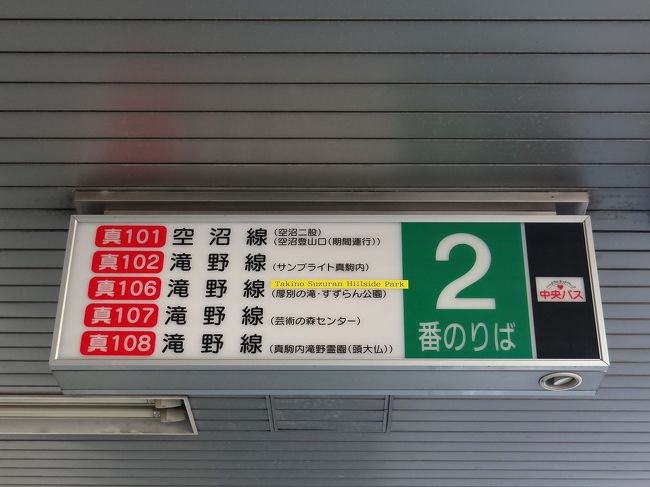 真101 空沼線 (空沼二股)
(空沼登山口(期間運行))
真102 滝野線 (サンブライト真駒内)
Takino Suzuran Hillside Park
真106 滝野線 (厚別の滝・すずらん公園)
真107 滝野線 (芸術の森センター)
真108 滝野線 (真駒内滝野霊園(頭大仏))
2
番のりば
中央バス